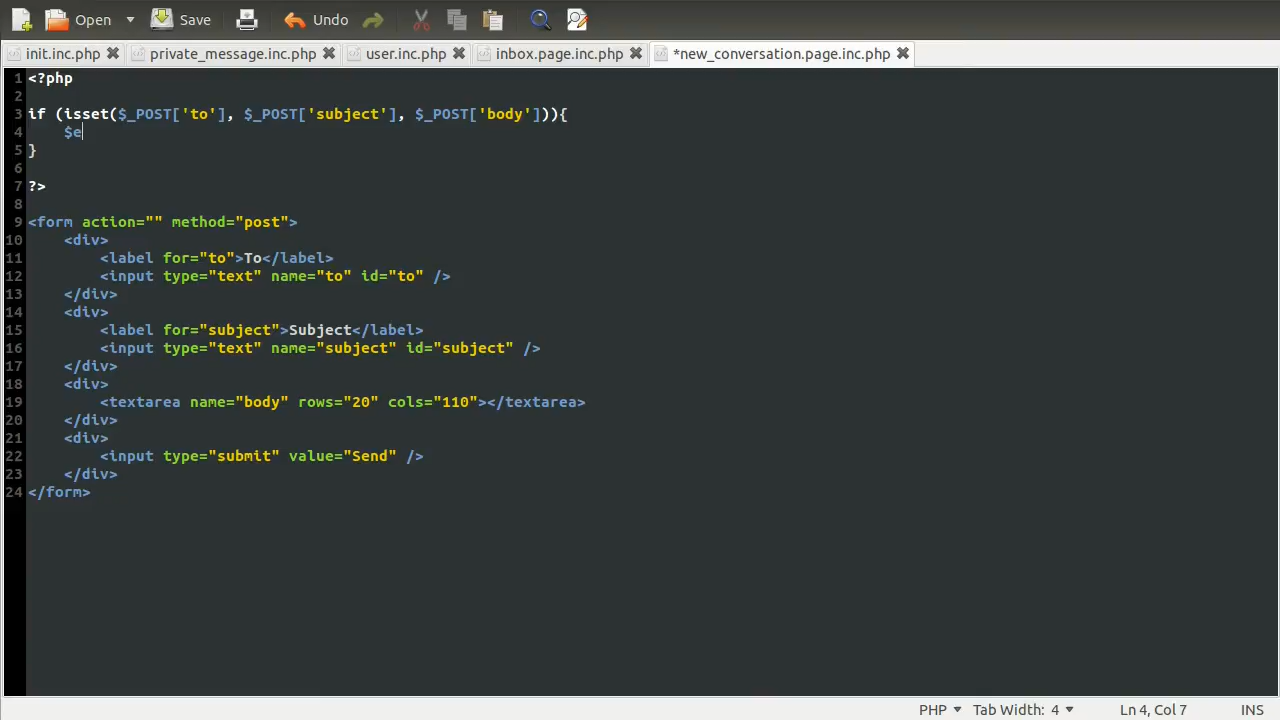 Open Save Undo
init.inc.php private_message.inc.php user.inc.php inbox.page.inc.php *new_conversation.page.inc.php
1 <?php
2
3 if (isset($_POST['to'], $_POST['subject'], $_POST['body'])){
4 $e
5 }
6
7 ?>
8
9 <form action="" method="post">
10 <div>
11 <label for="to">To</label>
12 <input type="text" name="to" id="to" />
13 </div>
14 <div>
15 <label for="subject">Subject</label>
16 <input type="text" name="subject" id="subject" />
17 </div>
18 <div>
19 <textarea name="body" rows="20" cols="110"></textarea>
20 </div>
21 <div>
22 <input type="submit" value="Send" />
23 </div>
24 </form>
PHP Tab Width: 4 Ln 4, Col 7 INS